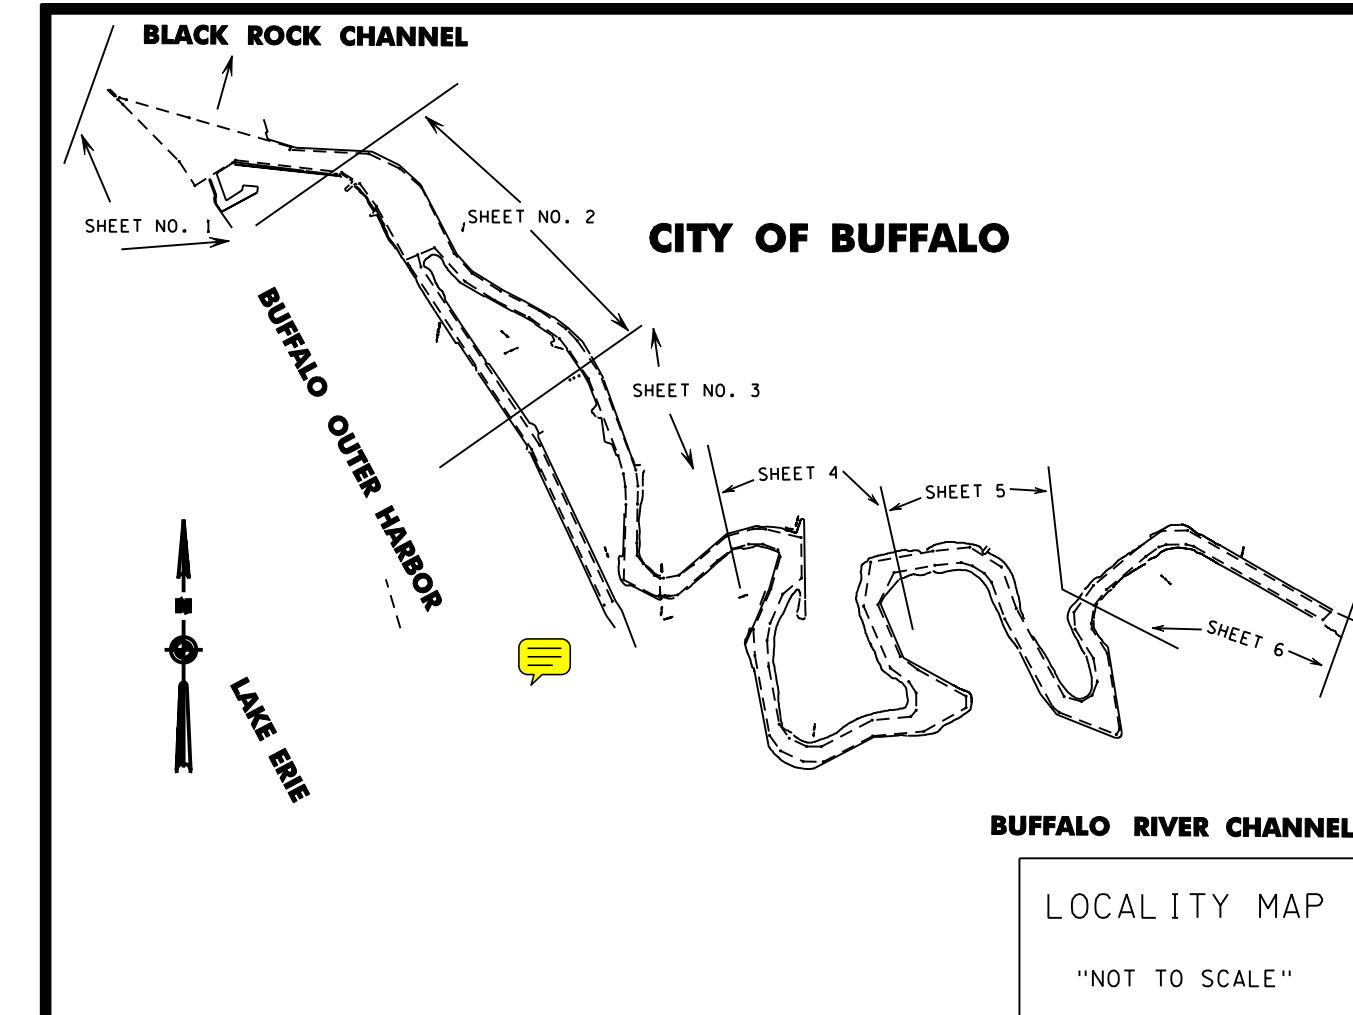 BLACK ROCK CHANNEL
SHEET NO. 1
SHEET NO. 2
CITY OF BUFFALO
BUFFALO OUTER HARBOR
SHEET NO. 3
SHEET 4
SHEET 5
N
SHEET 6
LAKE ERIE
BUFFALO RIVER CHANNEL
LOCALITY MAP
"NOT TO SCALE"